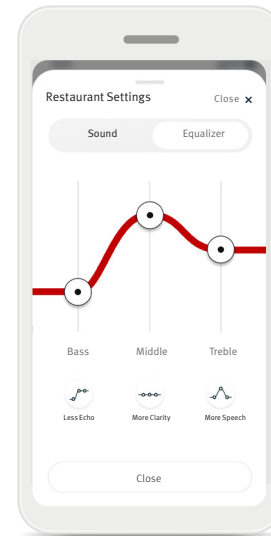 Restaurant Settings Close ×
Sound Equalizer
Bass Middle Treble
Less Echo More Clarity More Speech
Close